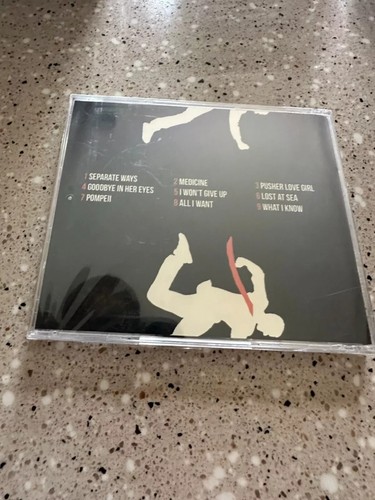 1 SEPARATE WAYS
2 MEDICINE
3 PUSHER LOVE GIRL
4 GOODBYE IN HER EYES
5 I WON'T GIVE UP
6 LOST AT SEA
7 POMPEII
8 ALL I WANT
9 WHAT I KNOW